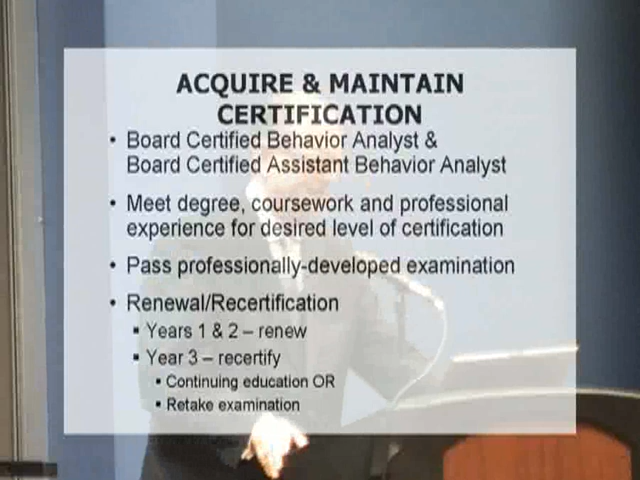 ACQUIRE & MAINTAIN
CERTIFICATION
• Board Certified Behavior Analyst &
Board Certified Assistant Behavior Analyst
• Meet degree, coursework and professional
experience for desired level of certification
• Pass professionally-developed examination
• Renewal/Recertification
▪ Years 1 & 2 – renew
▪ Year 3 – recertify
▪ Continuing education OR
▪ Retake examination